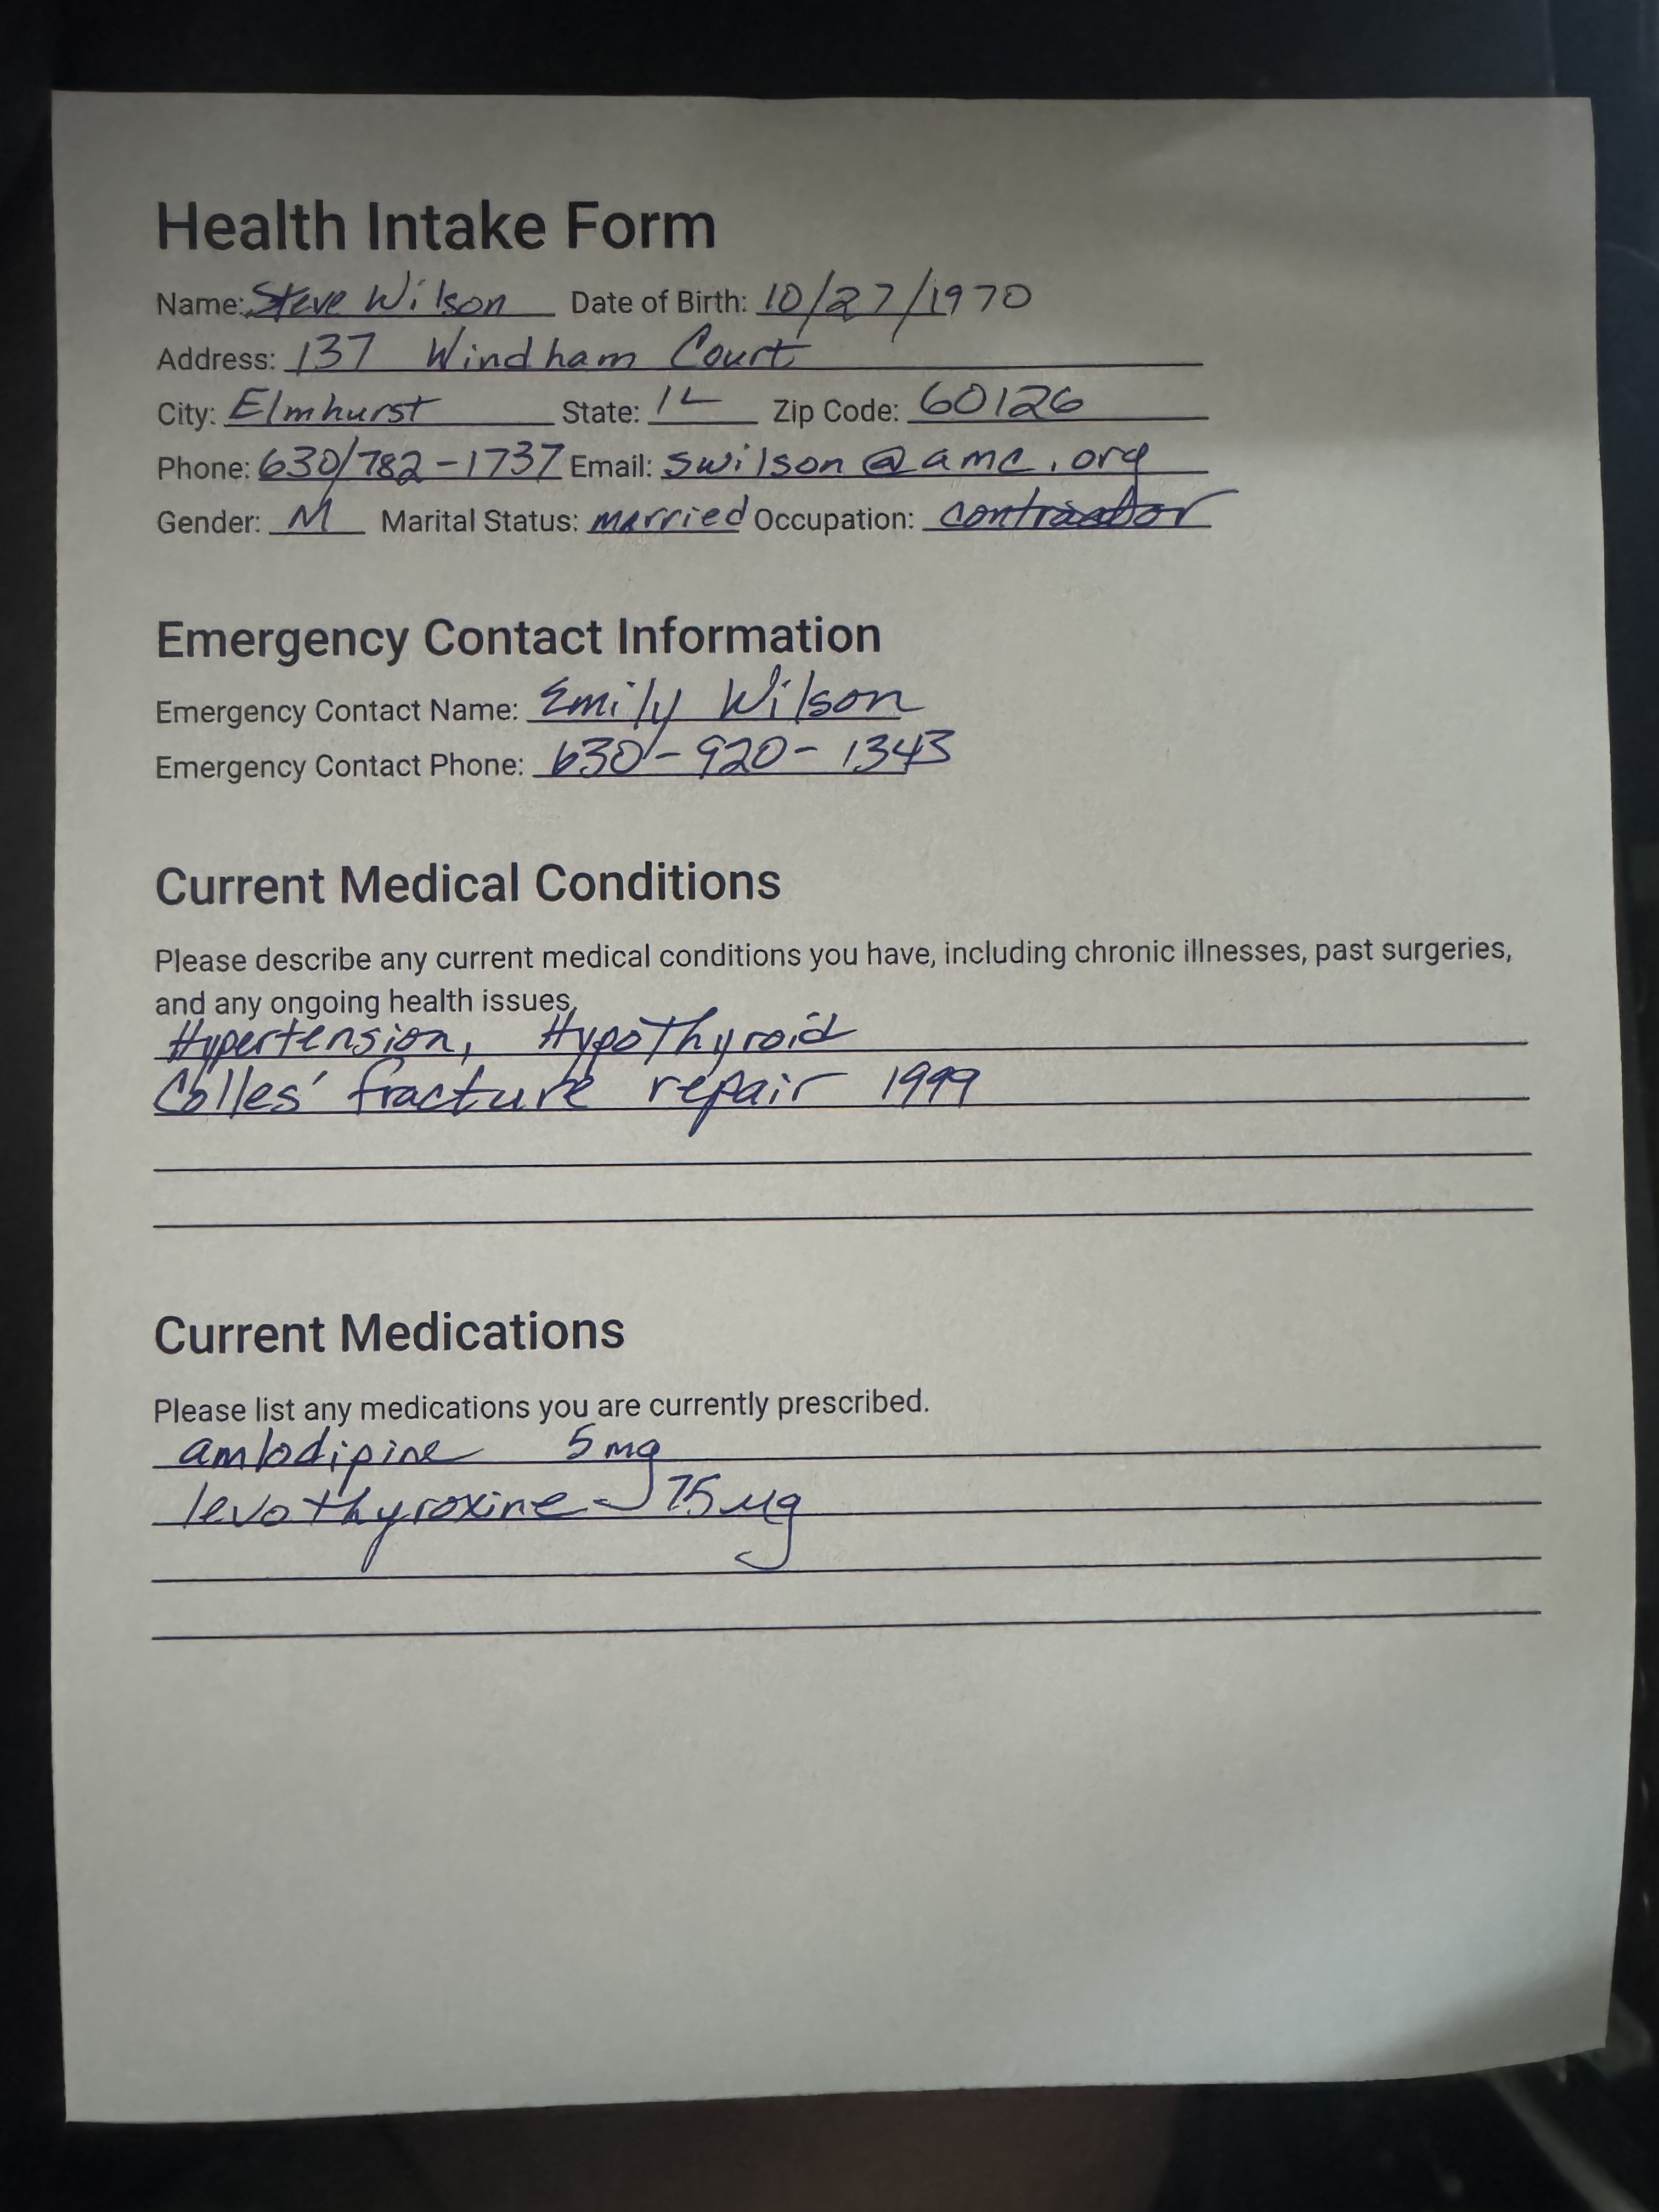 Health Intake Form
Name: Steve Wilson Date of Birth: 10/27/1970
Address: 137 Windham Court
City: Elmhurst State: IL Zip Code: 60126
Phone: 630/782-1737 Email: swilson@amc.org
Gender: M Marital Status: married Occupation: contractor
Emergency Contact Information
Emergency Contact Name: Emily Wilson
Emergency Contact Phone: 630-920-1343
Current Medical Conditions
Please describe any current medical conditions you have, including chronic illnesses, past surgeries,
and any ongoing health issues.
Hypertension, Hypothyroid
Colles' fracture repair 1999
Current Medications
Please list any medications you are currently prescribed.
amlodipine 5mg
levothyroxine - 75 µg